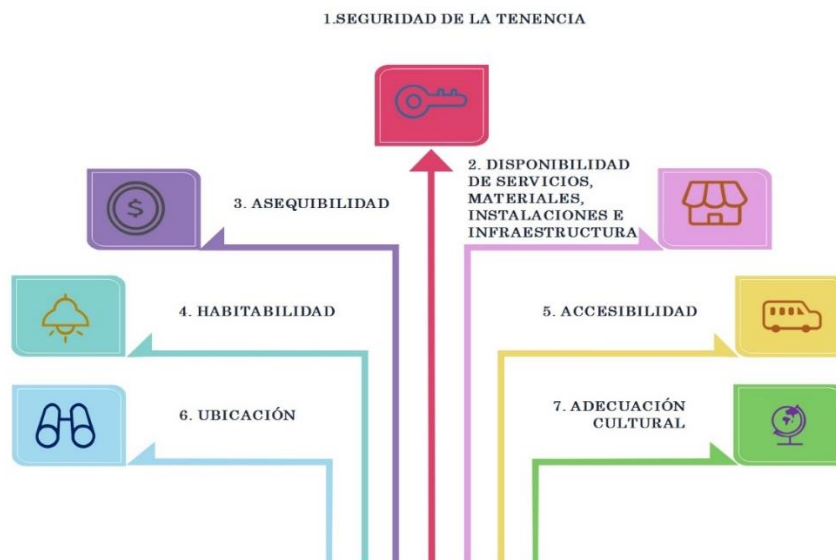 1.SEGURIDAD DE LA TENENCIA
2. DISPONIBILIDAD
DE SERVICIOS,
MATERIALES,
INSTALACIONES E
INFRAESTRUCTURA
3. ASEQUIBILIDAD
$
4. HABITABILIDAD
5. ACCESIBILIDAD
6. UBICACIÓN
7. ADECUACIÓN
CULTURAL